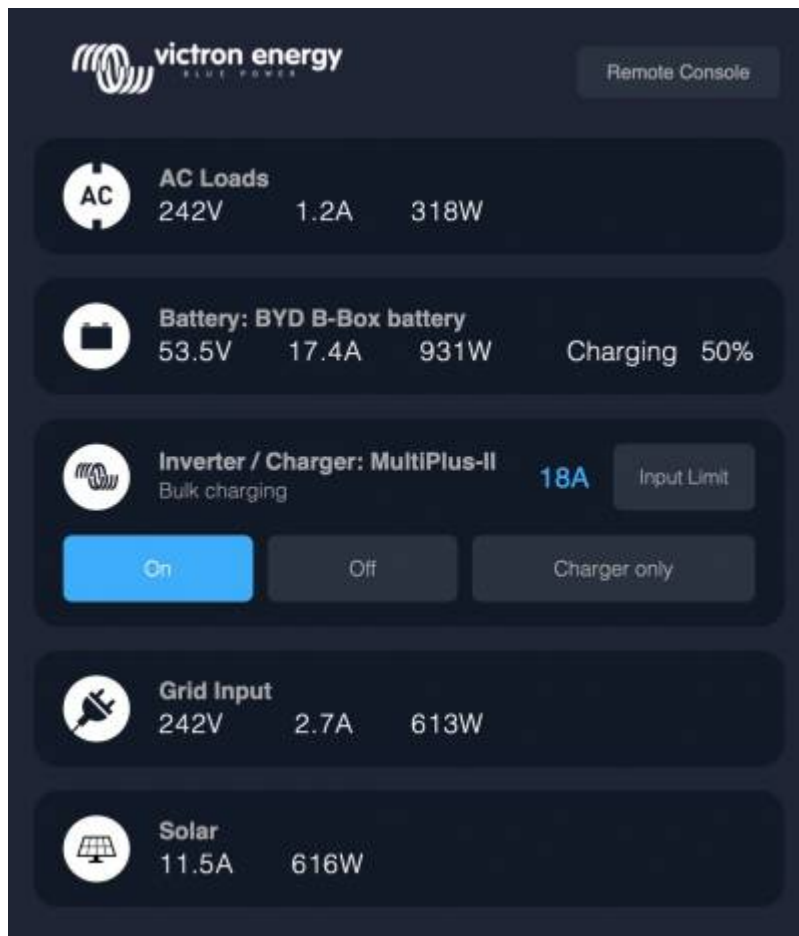 victron energy
BLUE POWER
Remote Console
AC
AC Loads
242V 1.2A 318W
Battery: BYD B-Box battery
53.5V 17.4A 931W Charging 50%
Inverter / Charger: MultiPlus-II
Bulk charging
18A
Input Limit
On Off Charger only
Grid Input
242V 2.7A 613W
Solar
11.5A 616W